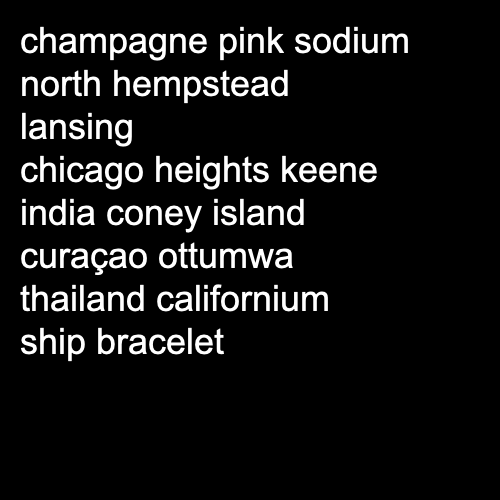 champagne pink sodium
north hempstead
lansing
chicago heights keene
india coney island
curaçao ottumwa
thailand californium
ship bracelet